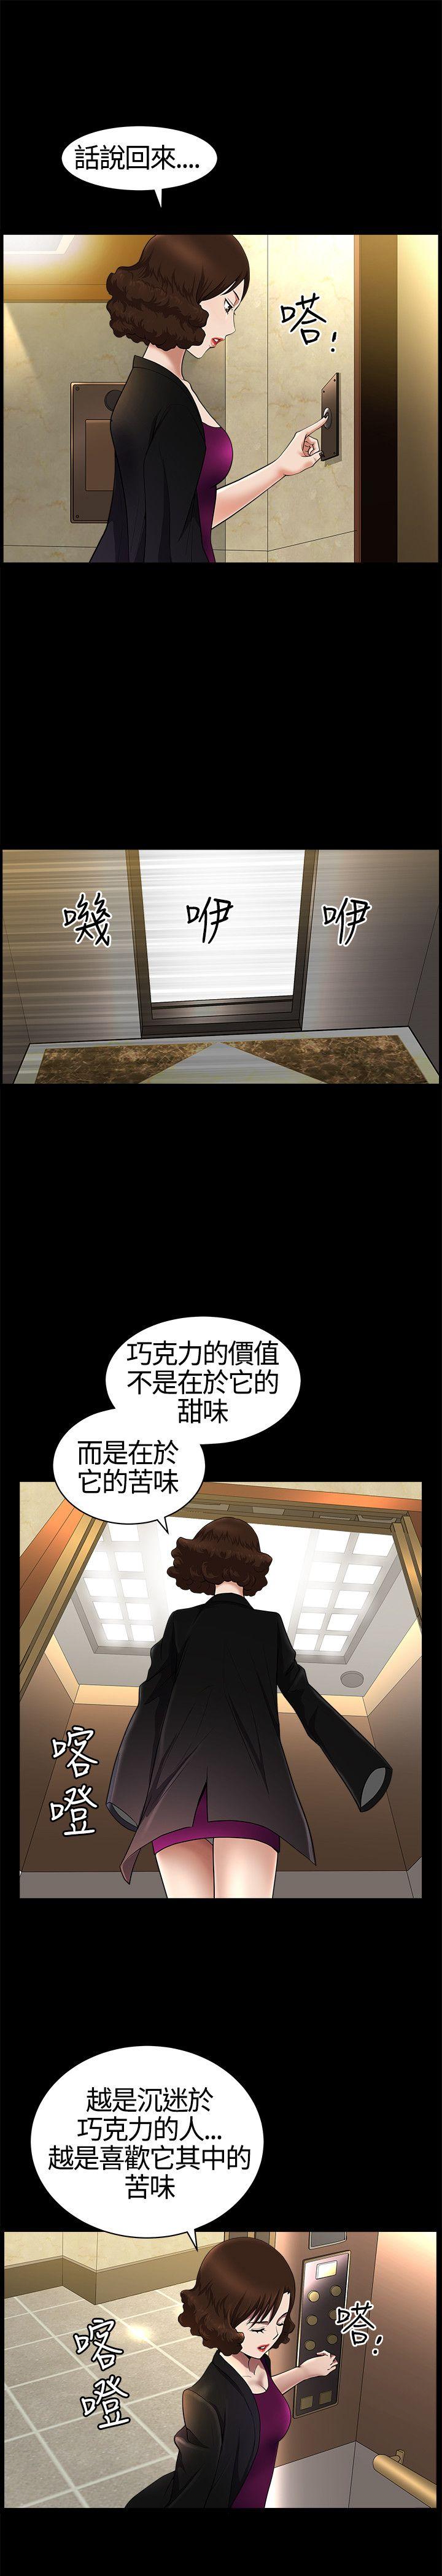 話說回來....
嗒!
嘰 咿 咿
巧克力的價值
不是在於它的
甜味
而是在於
它的苦味
喀
噔
越是沉迷於
巧克力的人...
越是喜歡它其中的
苦味
嗒!
喀
噔